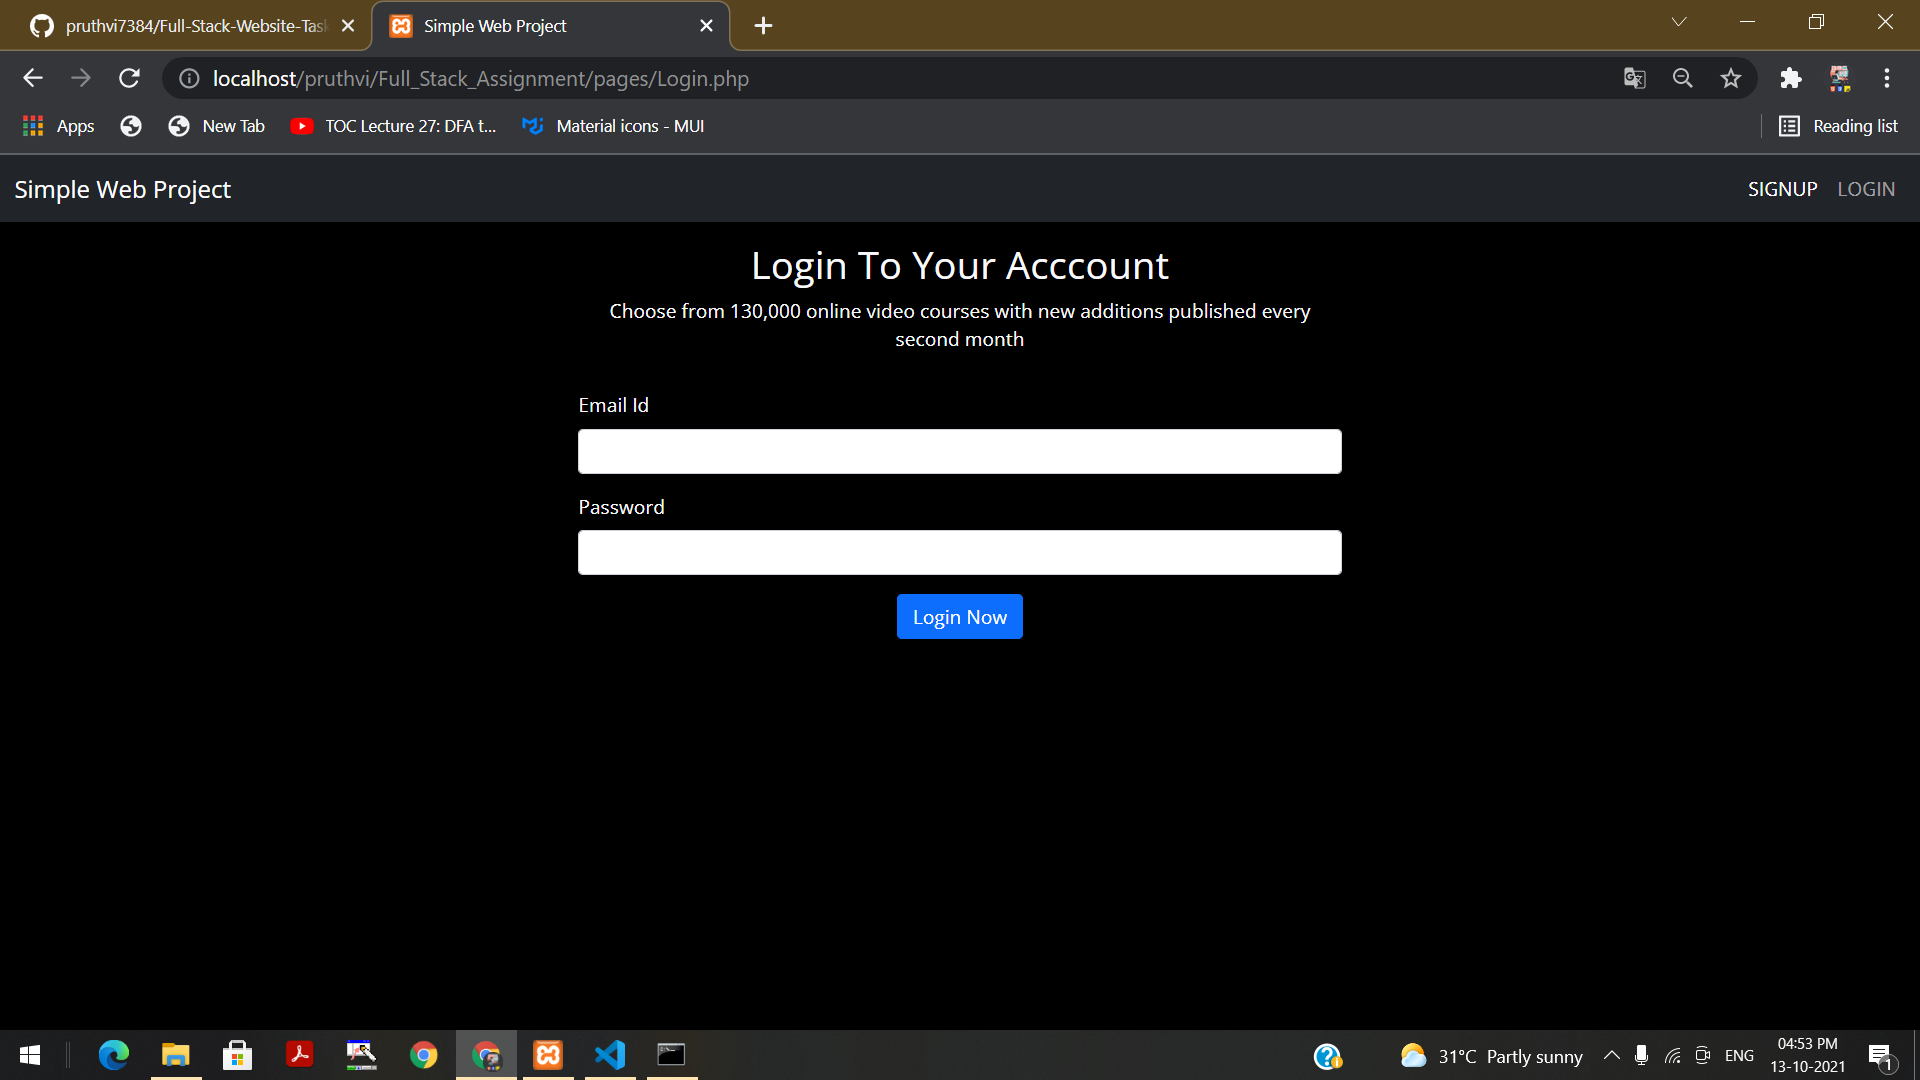 pruthvi7384/Full-Stack-Website-Tas
Simple Web Project
localhost/pruthvi/Full_Stack_Assignment/pages/Login.php
Apps
New Tab
TOC Lecture 27: DFA t...
Material icons - MUI
Reading list
Simple Web Project
SIGNUP
LOGIN
Login To Your Acccount
Choose from 130,000 online video courses with new additions published every
second month
Email Id
Password
Login Now
31°C Partly sunny
ENG
04:53 PM
13-10-2021
1